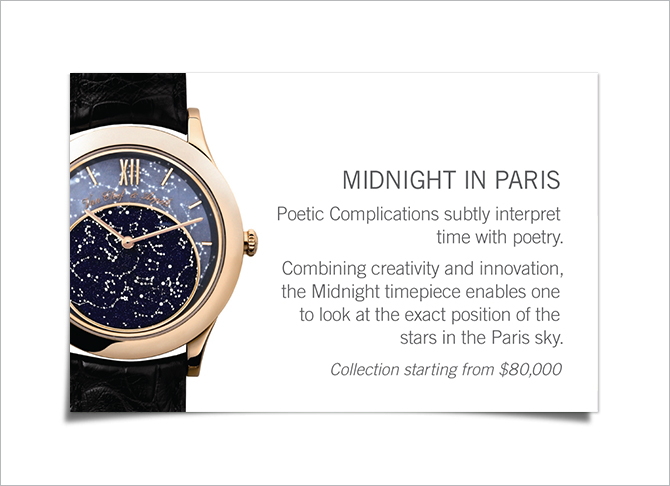 XII
MIDNIGHT IN PARIS
Poetic Complications subtly interpret
time with poetry.
Combining creativity and innovation,
the Midnight timepiece enables one
to look at the exact position of the
stars in the Paris sky.
Collection starting from $80,000